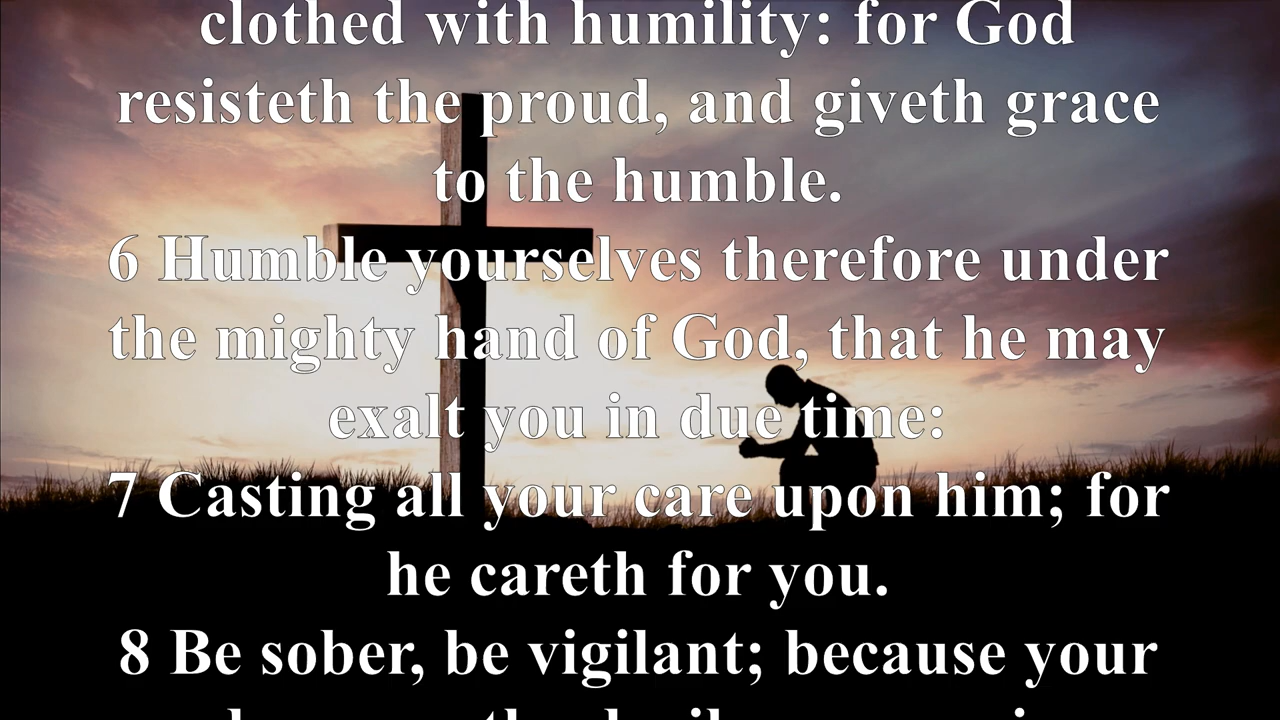 clothed with humility: for God
resisteth the proud, and giveth grace
to the humble.
6 Humble yourselves therefore under
the mighty hand of God, that he may
exalt you in due time:
7 Casting all your care upon him; for
he careth for you.
8 Be sober, be vigilant; because your